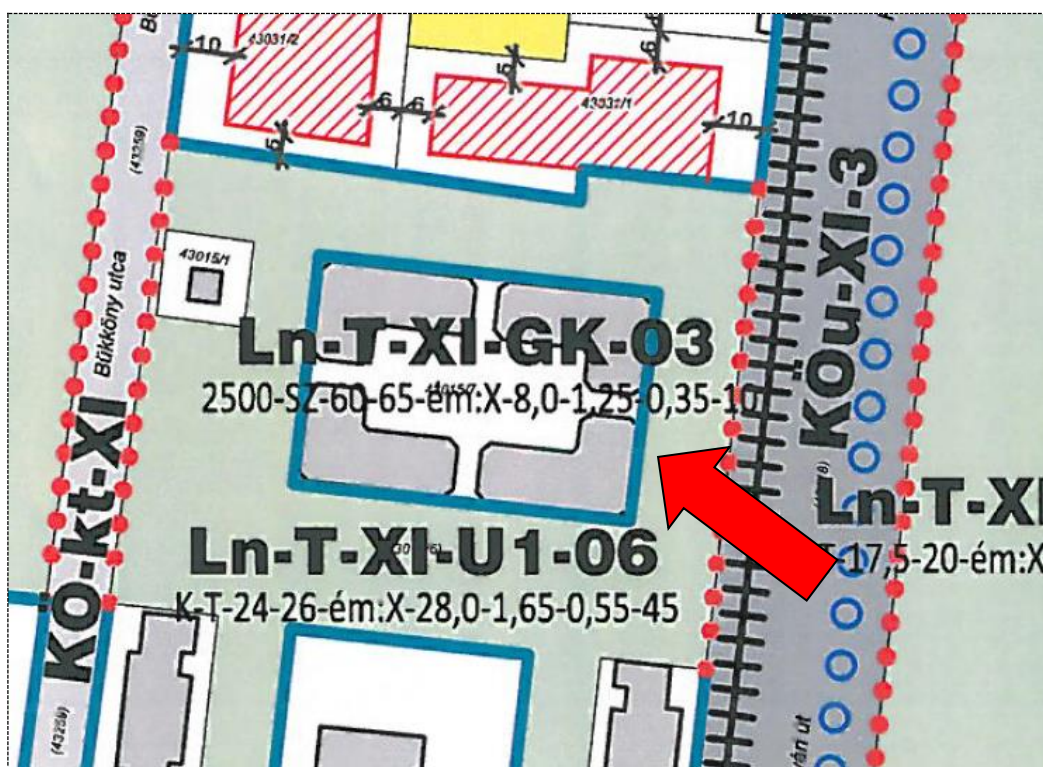 10
43031/2
6
6
5
5
6
43031/1
10
(43259)
43015/1
Bükköny utca
Ln-T-XI-GK-03
2500-SZ-60-65-ém:X-8,0-1,25-0,35-10
KÖu-XI-3
Kö-kt-XI
Ln-T-XI-U1-06
K-T-24-26-ém:X-28,0-1,65-0,55-45
Ln-T-XI
T-17,5-20-ém:X
(43259)
ván út